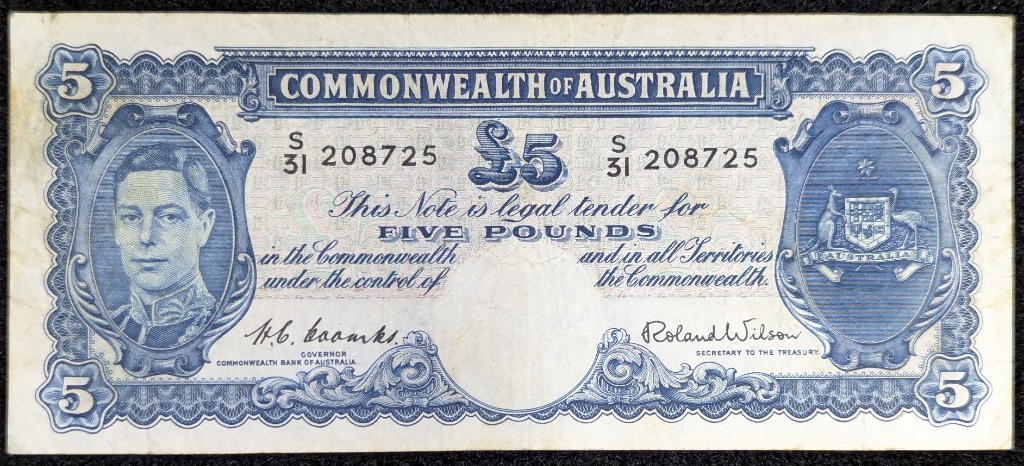 5 5
COMMONWEALTH OF AUSTRALIA
S
31 208725 £5 S
31 208725
This Note is legal tender for
FIVE POUNDS
in the Commonwealth and in all Territories
under the control of the Commonwealth.
AUSTRALIA
H.C. Coombs. Roland Wilson
GOVERNOR
COMMONWEALTH BANK OF AUSTRALIA. SECRETARY TO THE TREASURY.
5 5